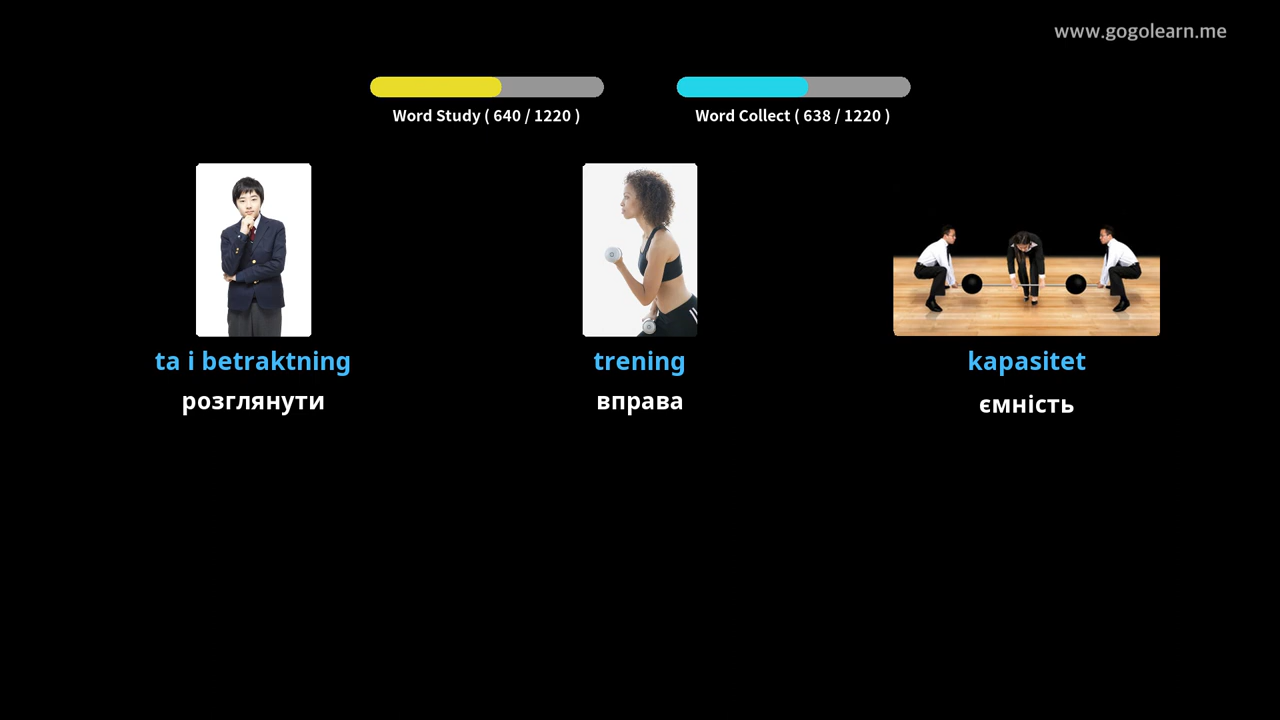 www.gogolearn.me
Word Study ( 640 / 1220 )
Word Collect ( 638 / 1220 )
ta i betraktning
trening
kapasitet
розглянути
вправа
ємність